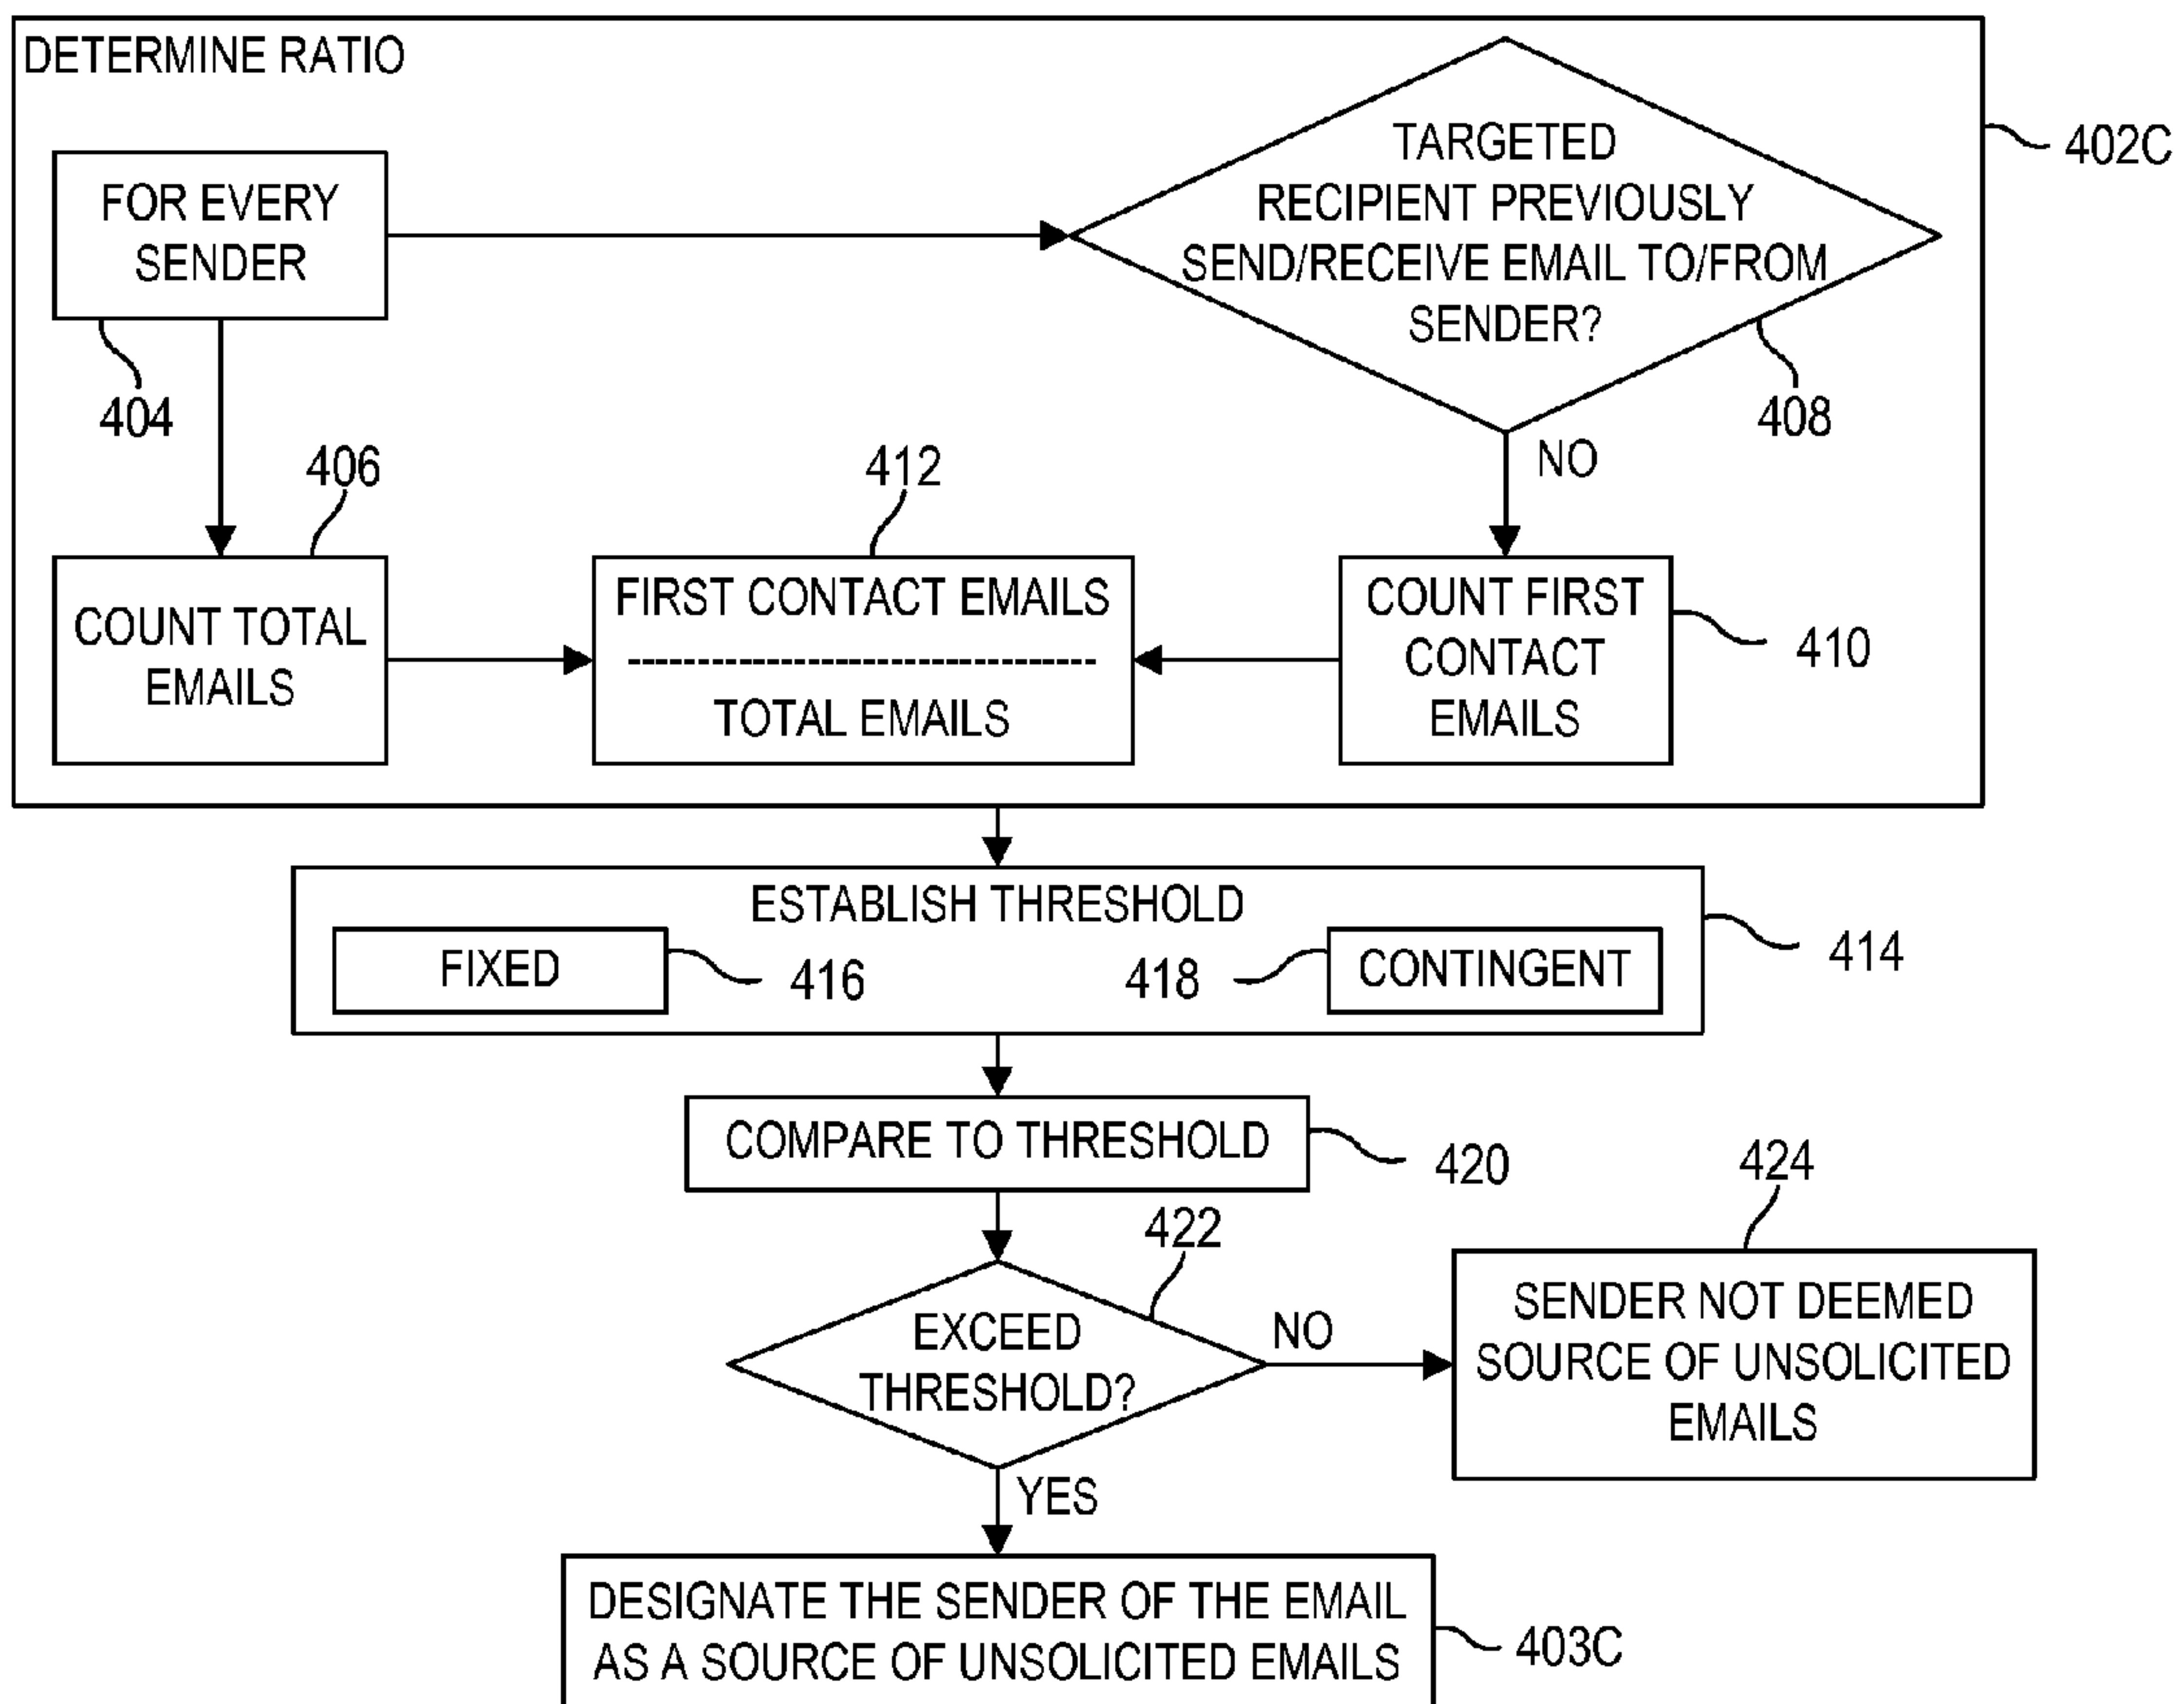 DETERMINE RATIO
TARGETED
RECIPIENT PREVIOUSLY
SEND/RECEIVE EMAIL TO/FROM
SENDER?
402C
FOR EVERY
SENDER
404
408
NO
406
412
COUNT TOTAL
EMAILS
FIRST CONTACT EMAILS
TOTAL EMAILS
COUNT FIRST
CONTACT
EMAILS
410
ESTABLISH THRESHOLD
FIXED
416
418
CONTINGENT
414
COMPARE TO THRESHOLD
420
422
424
EXCEED
THRESHOLD?
NO
SENDER NOT DEEMED
SOURCE OF UNSOLICITED
EMAILS
YES
DESIGNATE THE SENDER OF THE EMAIL
AS A SOURCE OF UNSOLICITED EMAILS
403C